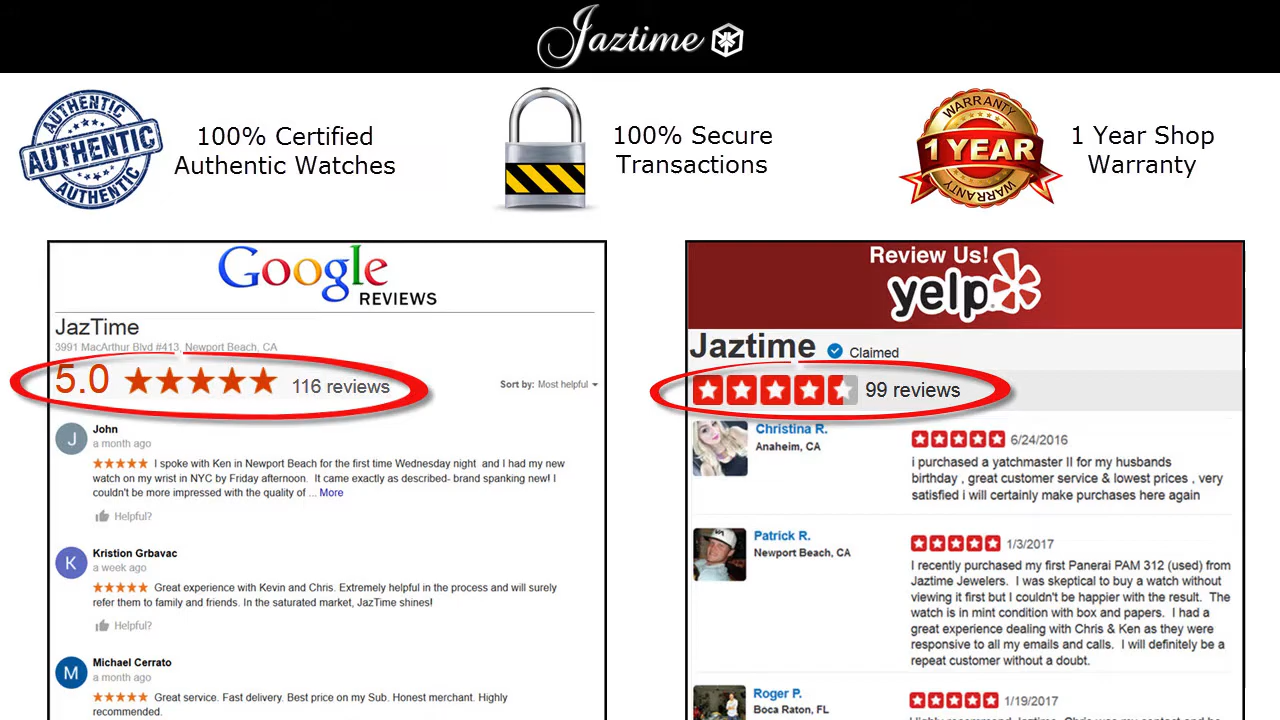 Jaztime
AUTHENTIC
AUTHENTIC
AUTHENTIC
100% Certified
Authentic Watches
100% Secure
Transactions
WARRANTY
1 YEAR
WARRANTY
1 Year Shop
Warranty
Google
REVIEWS
JazTime
3991 MacArthur Blvd #413, Newport Beach, CA
5.0 116 reviews
Sort by: Most helpful
J
John
a month ago
I spoke with Ken in Newport Beach for the first time Wednesday night and I had my new
watch on my wrist in NYC by Friday afternoon. It came exactly as described- brand spanking new! I
couldn't be more impressed with the quality of ... More
Helpful?
K
Kristion Grbavac
a week ago
Great experience with Kevin and Chris. Extremely helpful in the process and will surely
refer them to family and friends. In the saturated market, JazTime shines!
Helpful?
M
Michael Cerrato
a month ago
Great service. Fast delivery. Best price on my Sub. Honest merchant. Highly
recommended.
Review Us!
yelp
Jaztime Claimed
99 reviews
Christina R.
Anaheim, CA
6/24/2016
i purchased a yatchmaster II for my husbands
birthday , great customer service & lowest prices , very
satisfied i will certainly make purchases here again
Patrick R.
Newport Beach, CA
1/3/2017
I recently purchased my first Panerai PAM 312 (used) from
Jaztime Jewelers. I was skeptical to buy a watch without
viewing it first but I couldn't be happier with the result. The
watch is in mint condition with box and papers. I had a
great experience dealing with Chris & Ken as they were
responsive to all my emails and calls. I will definitely be a
repeat customer without a doubt.
Roger P.
Boca Raton, FL
1/19/2017